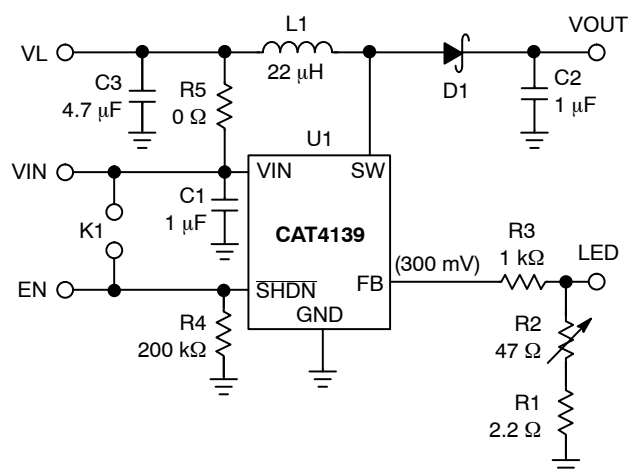 L1
VOUT
VL
22 μH
C3
4.7 μF
R5
0 Ω
D1
C2
1 μF
U1
VIN
VIN
SW
C1
1 μF
K1
CAT4139
R3
1 kΩ
LED
(300 mV)
EN
SHDN
FB
GND
R4
200 kΩ
R2
47 Ω
R1
2.2 Ω